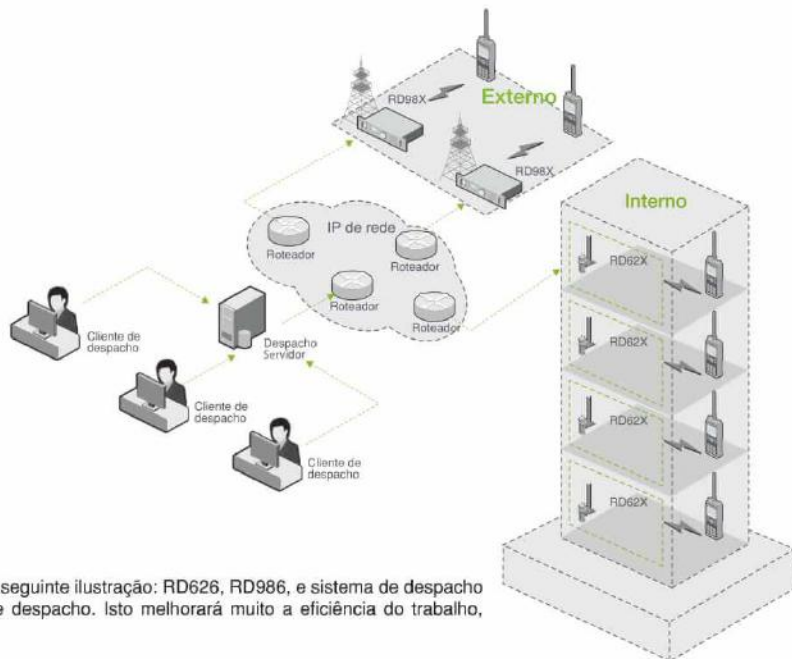 RD98X
Externo
RD98X
Interno
IP de rede
Roteador
Roteador
Roteador
Roteador
RD62X
RD62X
RD62X
RD62X
Cliente de
despacho
Despacho
Servidor
Cliente de
despacho
Cliente de
despacho
seguinte ilustração: RD626, RD986, e sistema de despacho
e despacho. Isto melhorará muito a eficiência do trabalho,